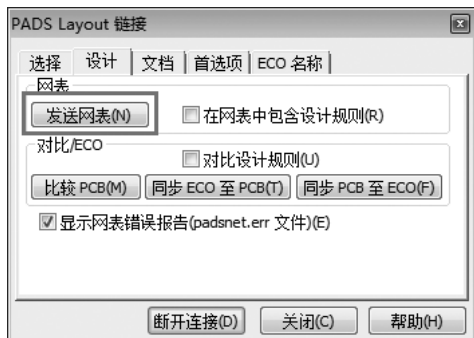 PADS Layout 链接
选择 设计 文档 首选项 ECO 名称
网表
发送网表(N) 在网表中包含设计规则(R)
对比/ECO
对比设计规则(U)
比较 PCB(M) 同步 ECO 至 PCB(T) 同步 PCB 至 ECO(F)
显示网表错误报告(padsnet.err 文件)(E)
断开连接(D) 关闭(C) 帮助(H)